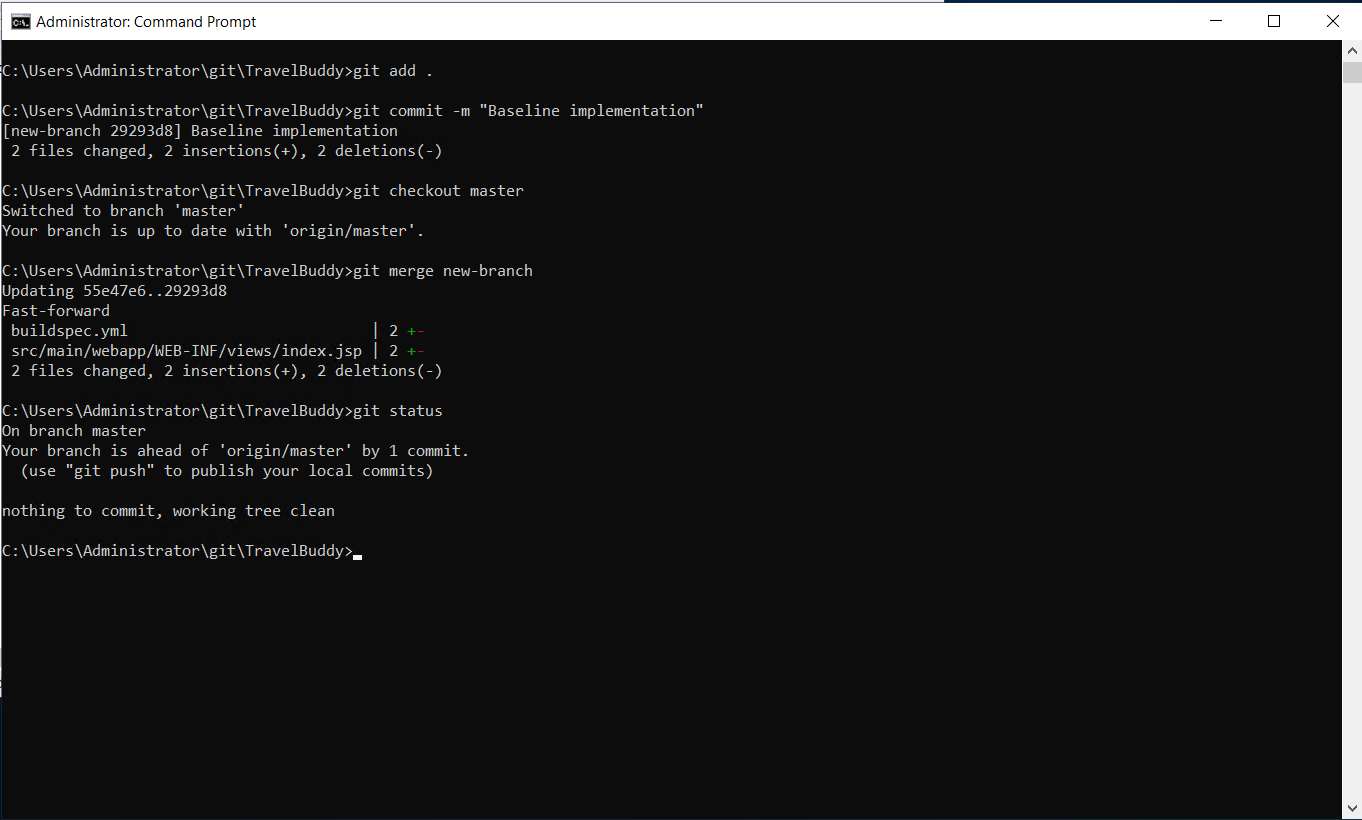 Administrator: Command Prompt
C:\Users\Administrator\git\TravelBuddy>git add .
C:\Users\Administrator\git\TravelBuddy>git commit -m "Baseline implementation"
[new-branch 29293d8] Baseline implementation
 2 files changed, 2 insertions(+), 2 deletions(-)
C:\Users\Administrator\git\TravelBuddy>git checkout master
Switched to branch 'master'
Your branch is up to date with 'origin/master'.
C:\Users\Administrator\git\TravelBuddy>git merge new-branch
Updating 55e47e6..29293d8
Fast-forward
 buildspec.yml                           | 2 +-
 src/main/webapp/WEB-INF/views/index.jsp | 2 +-
 2 files changed, 2 insertions(+), 2 deletions(-)
C:\Users\Administrator\git\TravelBuddy>git status
On branch master
Your branch is ahead of 'origin/master' by 1 commit.
  (use "git push" to publish your local commits)
nothing to commit, working tree clean
C:\Users\Administrator\git\TravelBuddy>